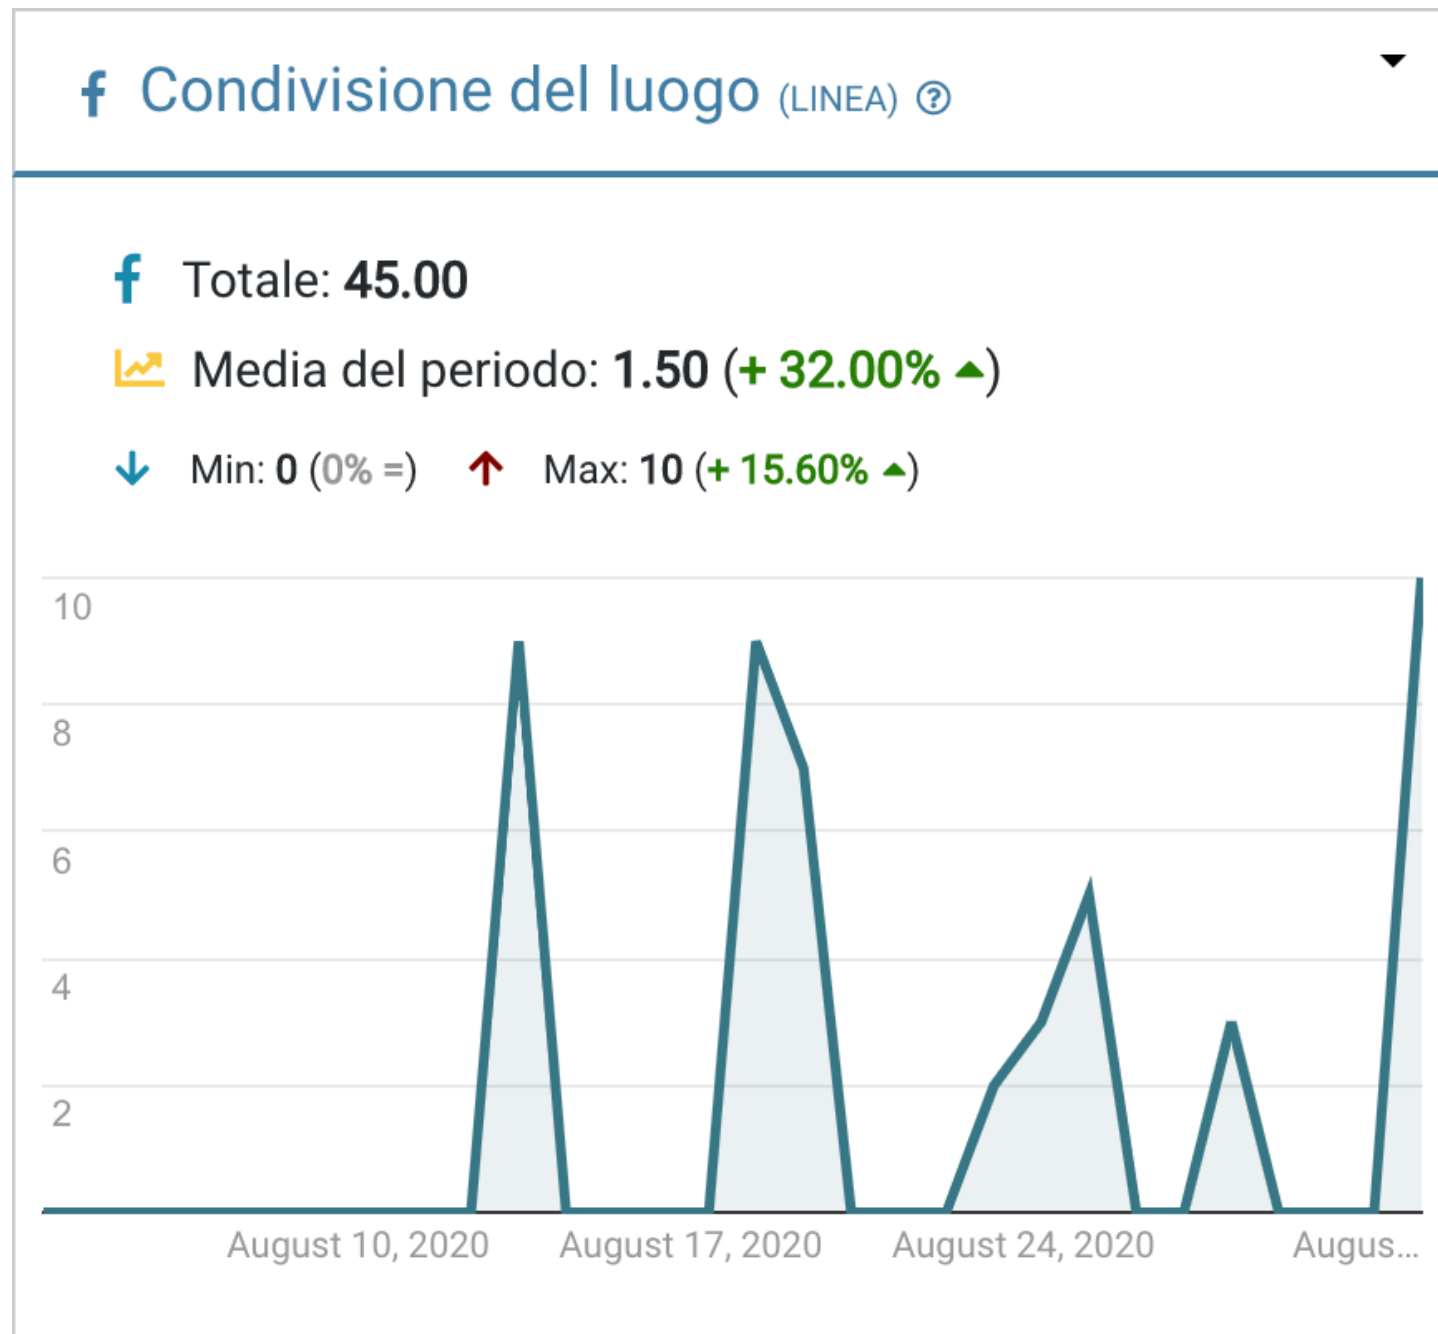 Condivisione del luogo (LINEA)
Totale: 45.00
Media del periodo: 1.50 (+ 32.00% ▲)
Min: 0 (0% =) Max: 10 (+ 15.60% ▲)
10
8
6
4
2
August 10, 2020 August 17, 2020 August 24, 2020 Augus...